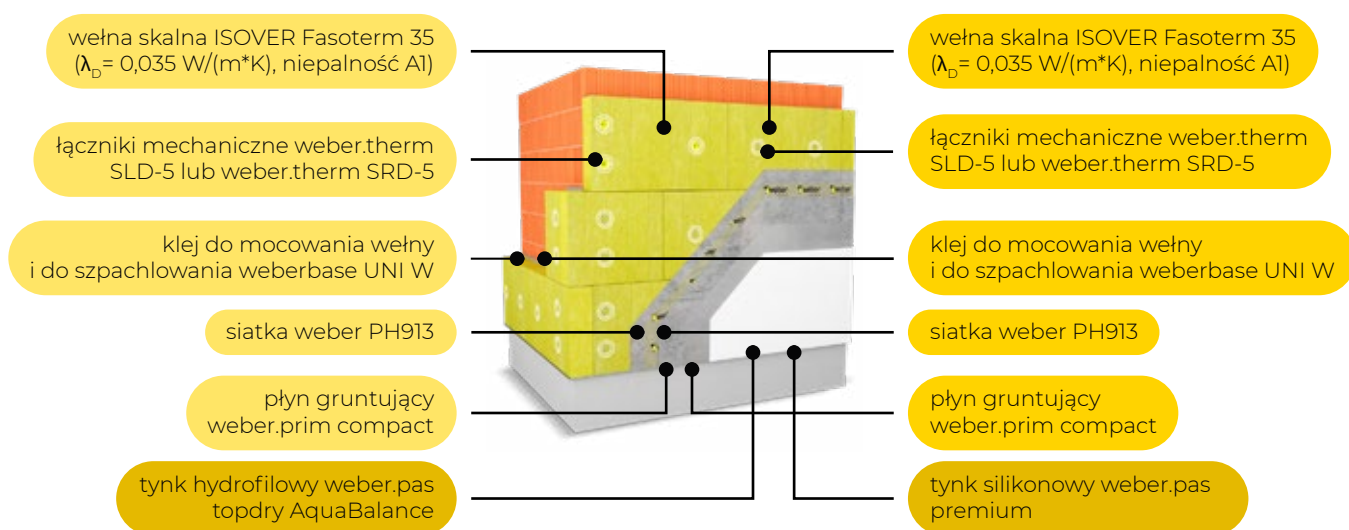 wełna skalna ISOVER Fasoterm 35
(λD= 0,035 W/(m*K), niepalność A1)
łączniki mechaniczne weber.therm
SLD-5 lub weber.therm SRD-5
klej do mocowania wełny
i do szpachlowania weberbase UNI W
siatka weber PH913
płyn gruntujący
weber.prim compact
tynk hydrofilowy weber.pas
topdry AquaBalance
wełna skalna ISOVER Fasoterm 35
(λD= 0,035 W/(m*K), niepalność A1)
łączniki mechaniczne weber.therm
SLD-5 lub weber.therm SRD-5
klej do mocowania wełny
i do szpachlowania weberbase UNI W
siatka weber PH913
płyn gruntujący
weber.prim compact
tynk silikonowy weber.pas
premium